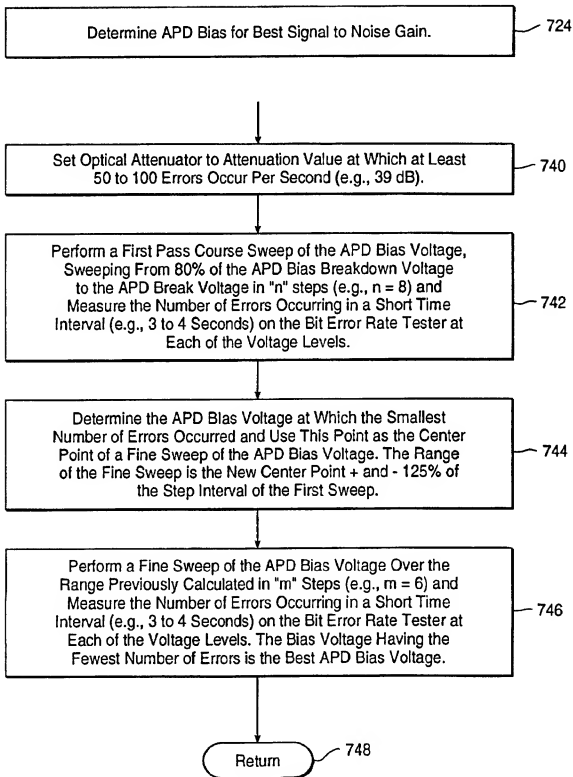 Determine APD Bias for Best Signal to Noise Gain.
724
Set Optical Attenuator to Attenuation Value at Which at Least
50 to 100 Errors Occur Per Second (e.g., 39 dB).
740
Perform a First Pass Course Sweep of the APD Bias Voltage,
Sweeping From 80% of the APD Bias Breakdown Voltage
to the APD Break Voltage in "n" steps (e.g., n = 8) and
Measure the Number of Errors Occurring in a Short Time
Interval (e.g., 3 to 4 Seconds) on the Bit Error Rate Tester at
Each of the Voltage Levels.
742
Determine the APD Bias Voltage at Which the Smallest
Number of Errors Occurred and Use This Point as the Center
Point of a Fine Sweep of the APD Bias Voltage. The Range
of the Fine Sweep is the New Center Point + and - 125% of
the Step Interval of the First Sweep.
744
Perform a Fine Sweep of the APD Bias Voltage Over the
Range Previously Calculated in "m" Steps (e.g., m = 6) and
Measure the Number of Errors Occurring in a Short Time
Interval (e.g., 3 to 4 Seconds) on the Bit Error Rate Tester at
Each of the Voltage Levels. The Bias Voltage Having the
Fewest Number of Errors is the Best APD Bias Voltage.
746
Return
748